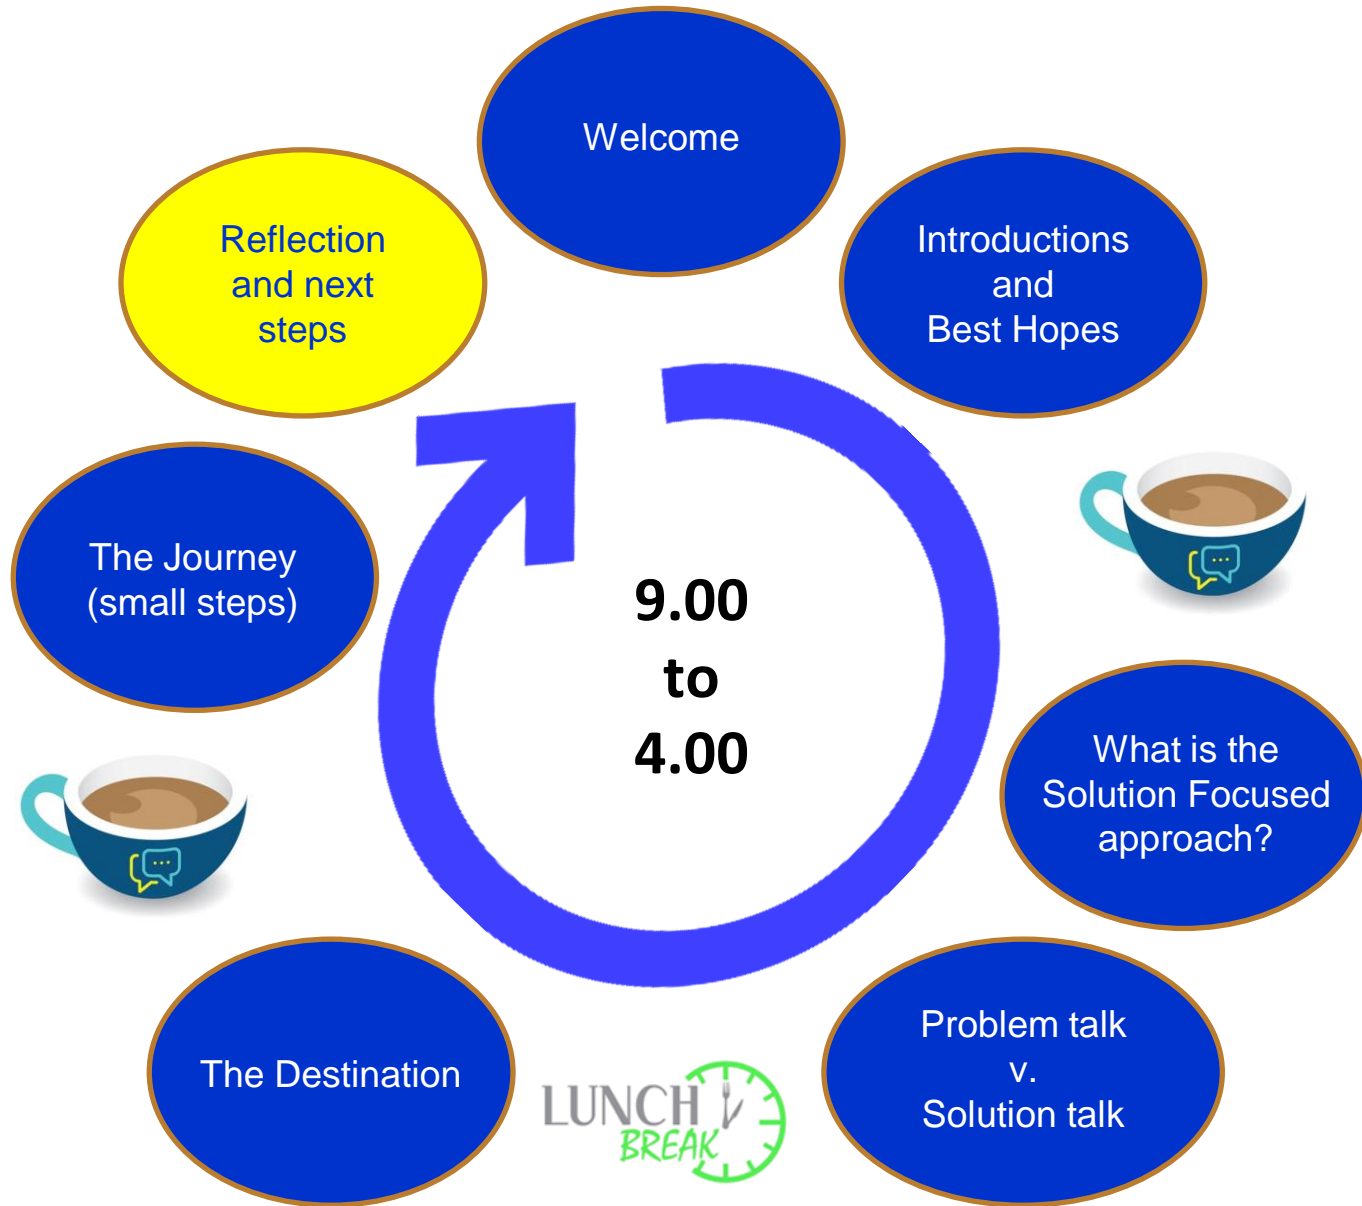 Welcome
Introductions
and
Best Hopes
What is the
Solution Focused
approach?
Problem talk
v.
Solution talk
LUNCH
BREAK
The Destination
The Journey
(small steps)
Reflection
and next
steps
9.00
to
4.00